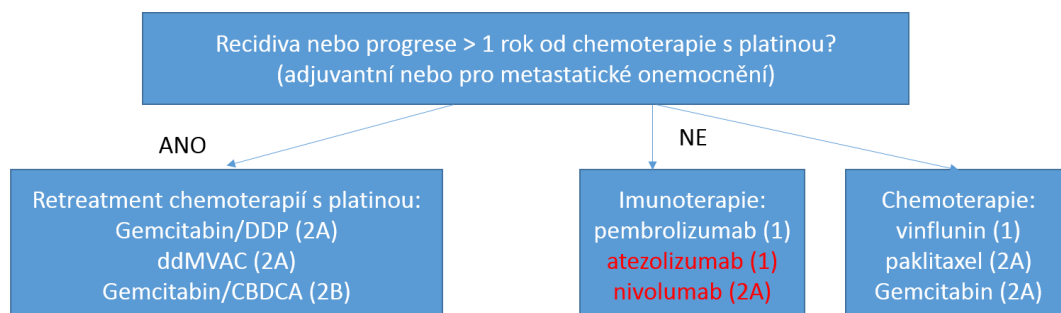 Recidiva nebo progrese > 1 rok od chemoterapie s platinou?
(adjuvantní nebo pro metastatické onemocnění)
ANO
NE
Retreatment chemoterapií s platinou:
Gemcitabin/DDP (2A)
ddMVAC (2A)
Gemcitabin/CBDCA (2B)
Imunoterapie:
pembrolizumab (1)
atezolizumab (1)
nivolumab (2A)
Chemoterapie:
vinflunin (1)
paklitaxel (2A)
Gemcitabin (2A)